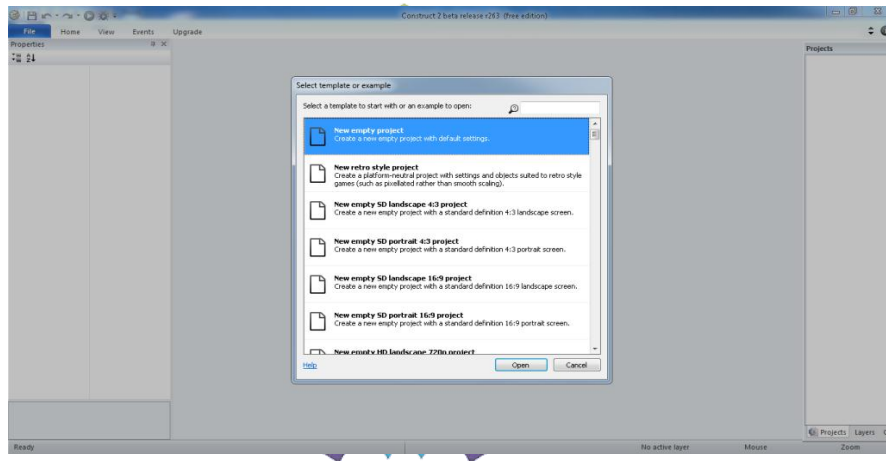 Construct 2 beta release r263 (free edition)
File Home View Events Upgrade
Properties
Projects
Select template or example
Select a template to start with or an example to open:
New empty project
Create a new empty project with default settings.
New retro style project
Create a platform-neutral project with settings and objects suited to retro style
games (such as pixellated rather than smooth scaling).
New empty SD landscape 4:3 project
Create a new empty project with a standard definition 4:3 landscape screen.
New empty SD portrait 4:3 project
Create a new empty project with a standard definition 4:3 portrait screen.
New empty SD landscape 16:9 project
Create a new empty project with a standard definition 16:9 landscape screen.
New empty SD portrait 16:9 project
Create a new empty project with a standard definition 16:9 portrait screen.
New empty HD landscape 720p project
Help Open Cancel
Projects Layers
Ready No active layer Mouse Zoom